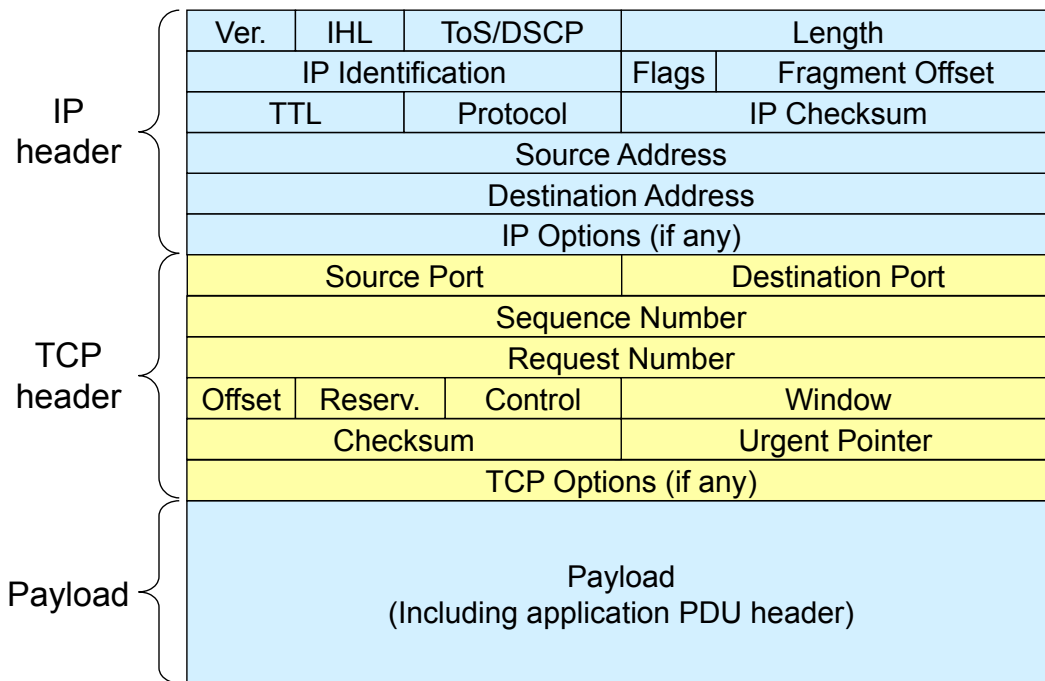 Ver. IHL ToS/DSCP Length
IP Identification Flags Fragment Offset
IP
header
TTL Protocol IP Checksum
Source Address
Destination Address
IP Options (if any)
Source Port Destination Port
Sequence Number
TCP
header
Request Number
Offset Reserv. Control Window
Checksum Urgent Pointer
TCP Options (if any)
Payload
Payload
(Including application PDU header)